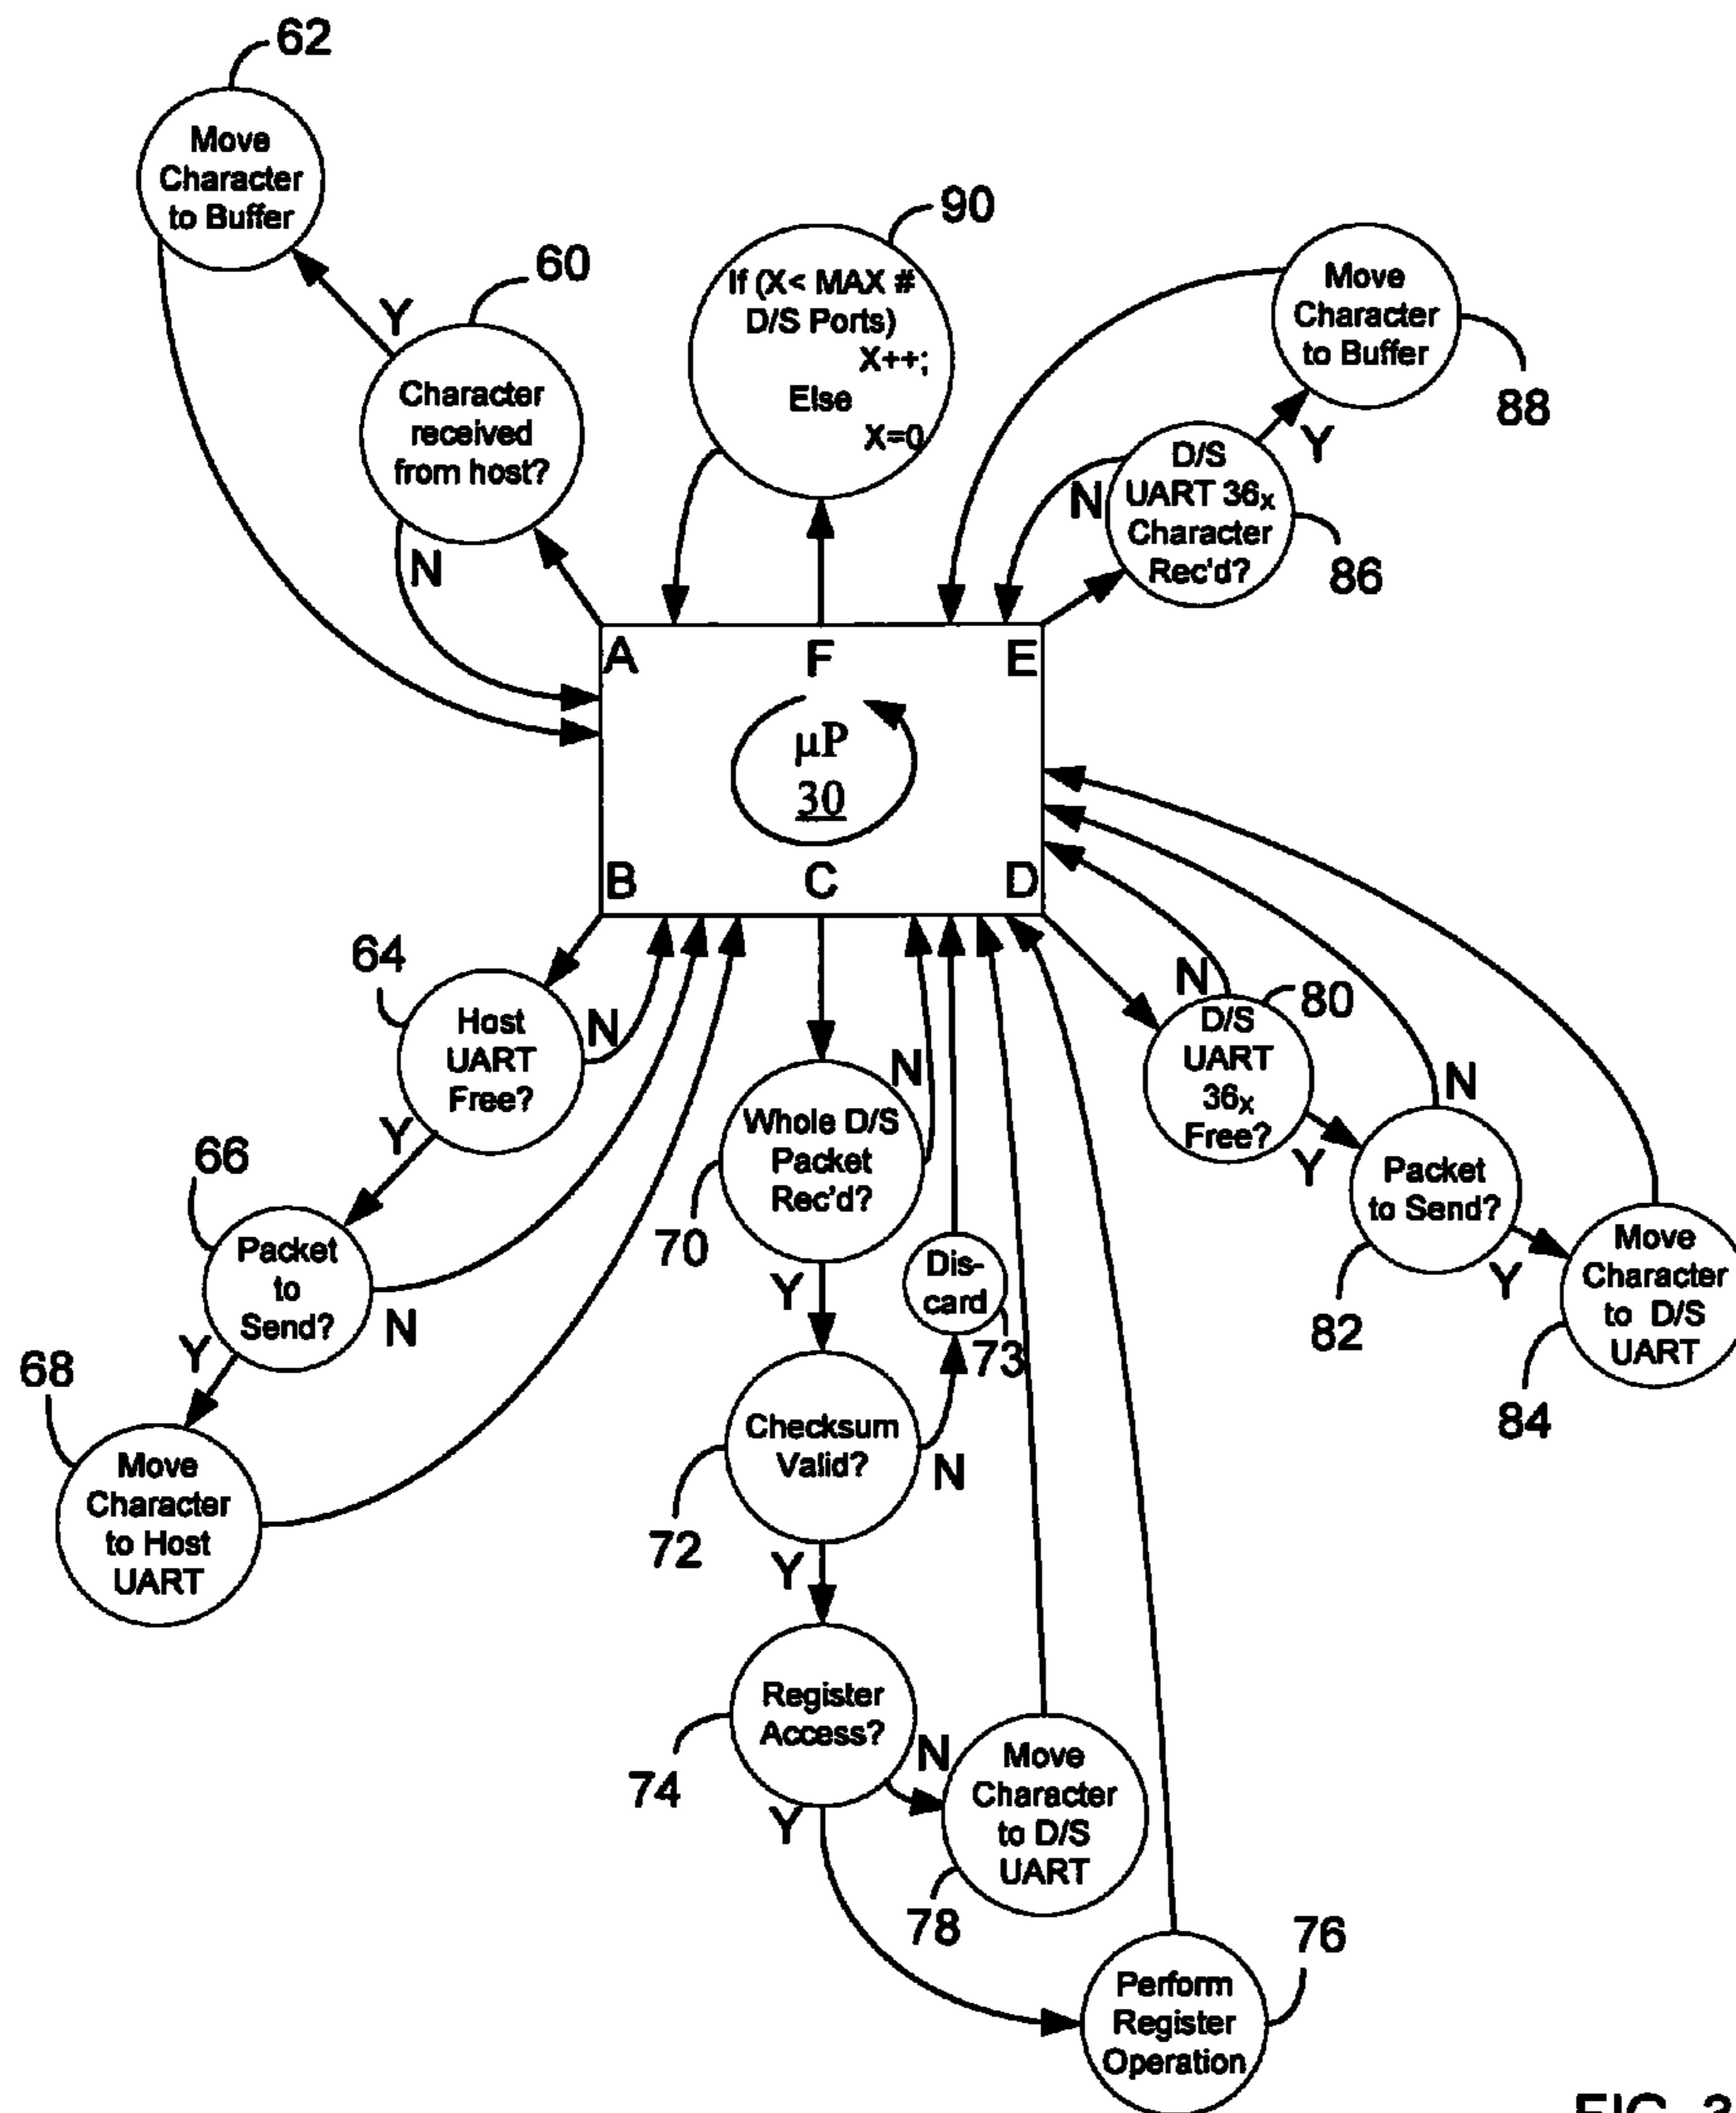 62
Move
Character
to Buffer
60
Y
Character
received
from host?
N
90
If (X< MAX #
D/S Ports)
X++;
Else
X=0
Move
Character
to Buffer
88
Y
D/S
UART 36x
Character
Rec'd?
N
86
A
F
E
µP
30
B
C
D
64
Host
UART
Free?
N
Y
66
Packet
to
Send?
N
Y
68
Move
Character
to Host
UART
Whole D/S
Packet
Rec'd?
N
70
Y
Dis-
card
73
Checksum
Valid?
N
72
Y
Register
Access?
N
74
Y
Move
Character
to D/S
UART
78
76
Perform
Register
Operation
N
80
D/S
UART
36x
Free?
Y
N
Packet
to Send?
82
Y
Move
Character
to D/S
UART
84
FIG. 3